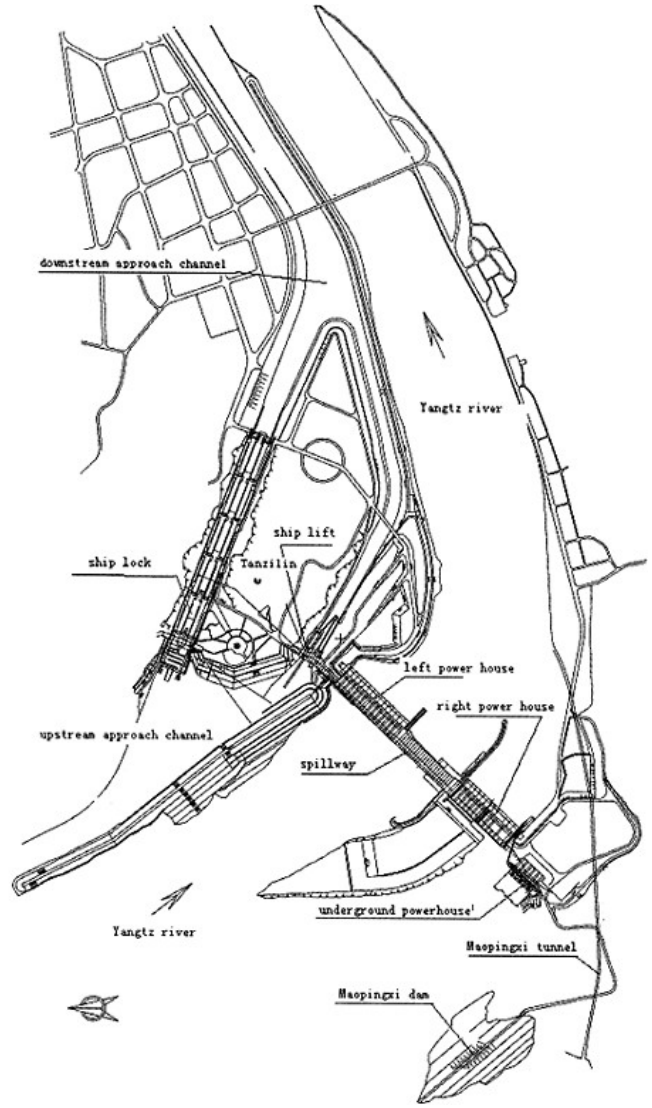 downstream approach channel
Yangtz river
ship lift
ship lock
Tanzilin
left power house
right power house
upstream approach channel
spillway
underground powerhouse'
Yangtz river
Maopingxi tunnel
Maopingxi dam